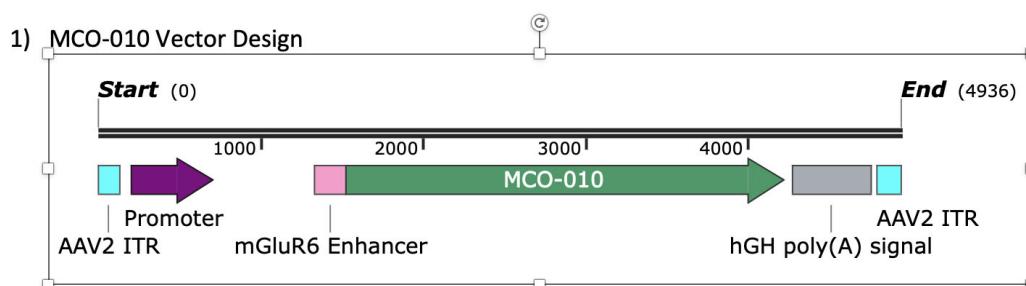 1) MCO-010 Vector Design
Start (0) End (4936)
1000 2000 3000 4000
MCO-010
Promoter AAV2 ITR
AAV2 ITR mGluR6 Enhancer hGH poly(A) signal